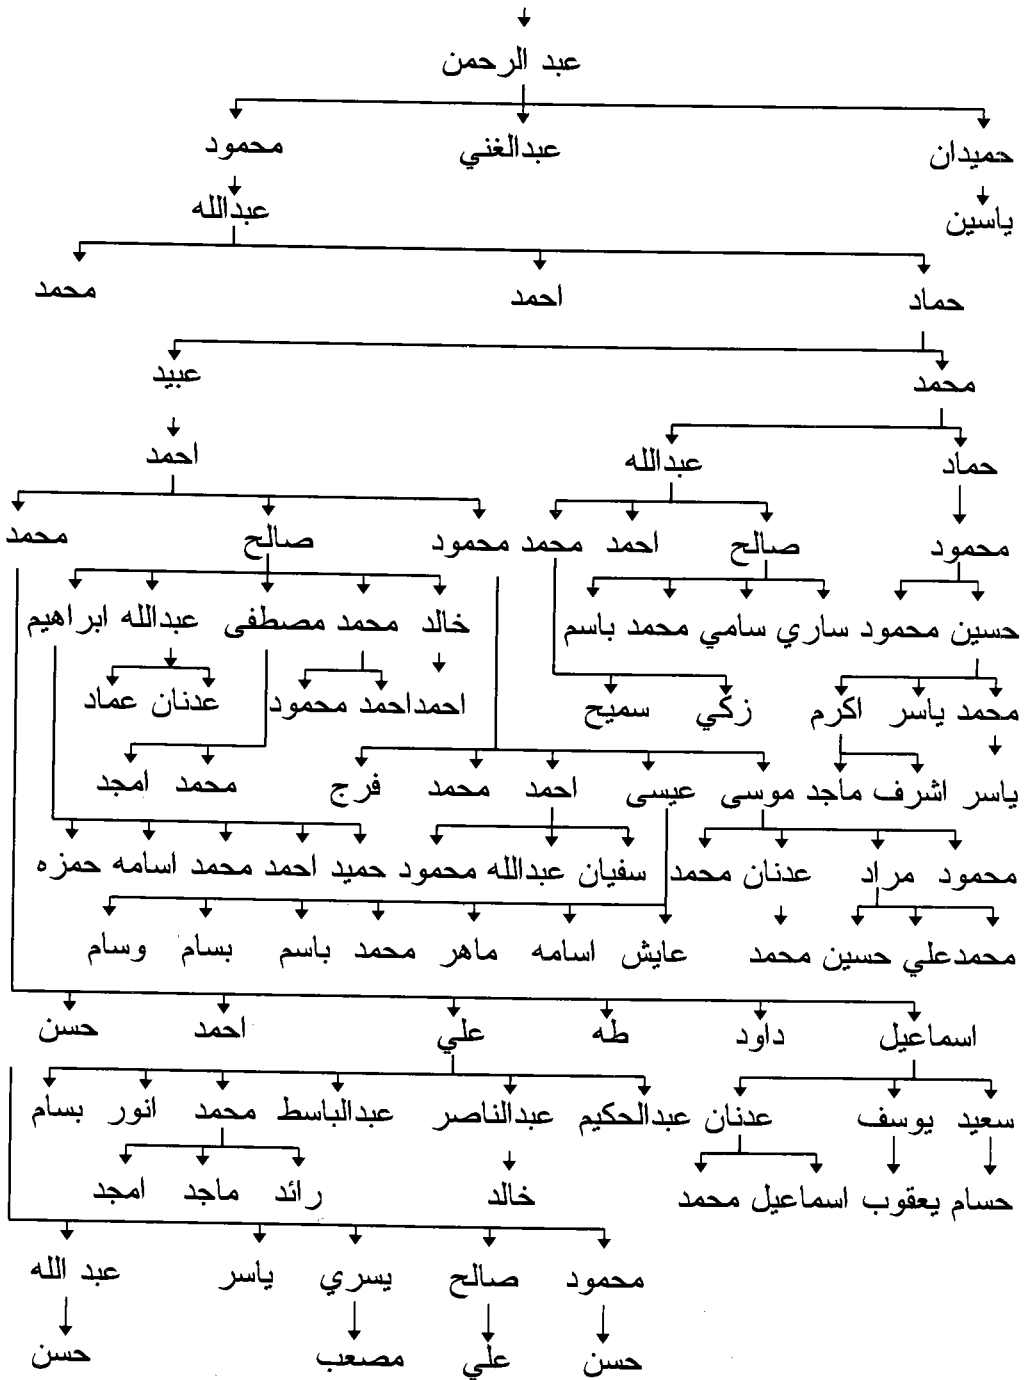 عبد الرحمن
حميدان عبدالغني محمود
ياسين عبدالله
حماد احمد محمد
محمد عبيد
حماد عبدالله احمد
محمود صالح احمد محمد محمود صالح محمد
حسين محمود ساري سامي محمد باسم خالد محمد مصطفى عبدالله ابراهيم
محمد ياسر اكرم زكي سميح احمد احمد محمود عدنان عماد
ياسر اشرف ماجد موسى عيسى احمد محمد فرج محمد امجد
محمود مراد عدنان محمد سفيان عبدالله محمود حميد احمد محمد اسامه حمزه
محمد علي حسين محمد عايش اسامه ماهر محمد باسم بسام وسام
اسماعيل داود طه علي احمد حسن
سعيد يوسف عدنان عبدالحكيم عبدالناصر عبدالباسط محمد انور بسام
حسام يعقوب اسماعيل محمد خالد رائد ماجد امجد
محمود صالح يسري ياسر عبد الله
حسن علي مصعب حسن